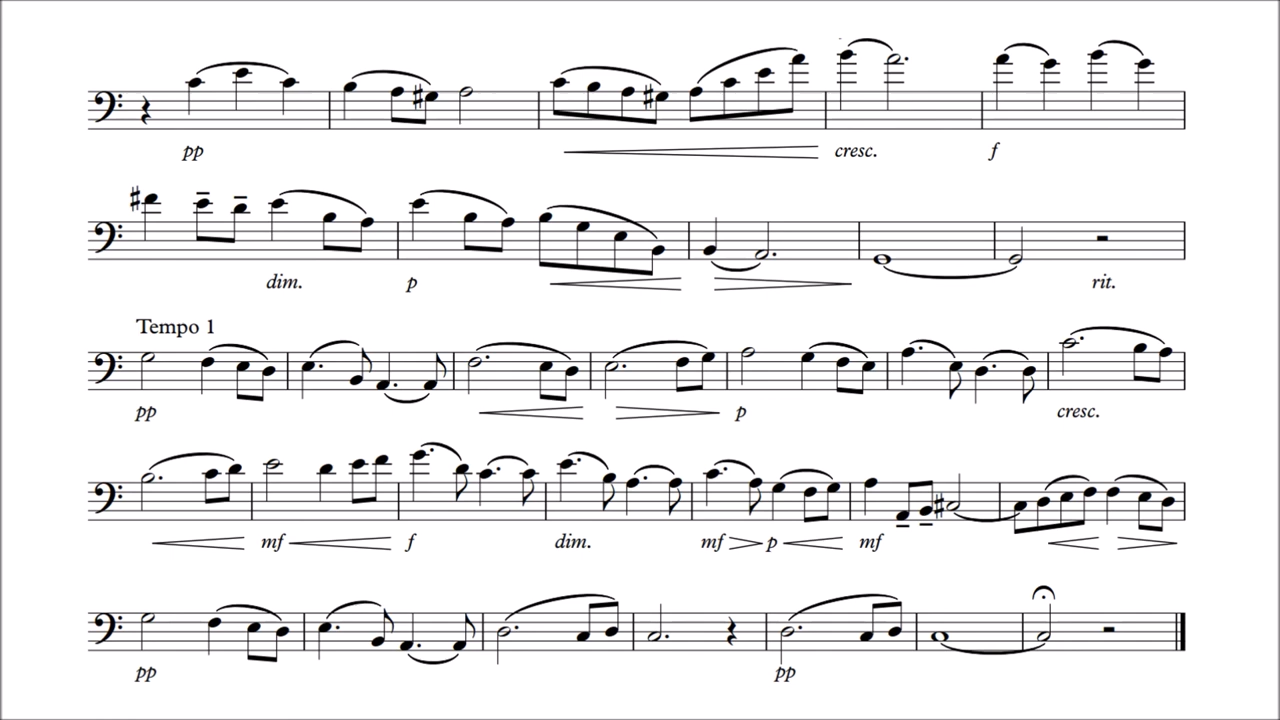 pp cresc. f
dim. p rit.
Tempo 1
pp p cresc.
mf f dim. mf p mf
pp pp